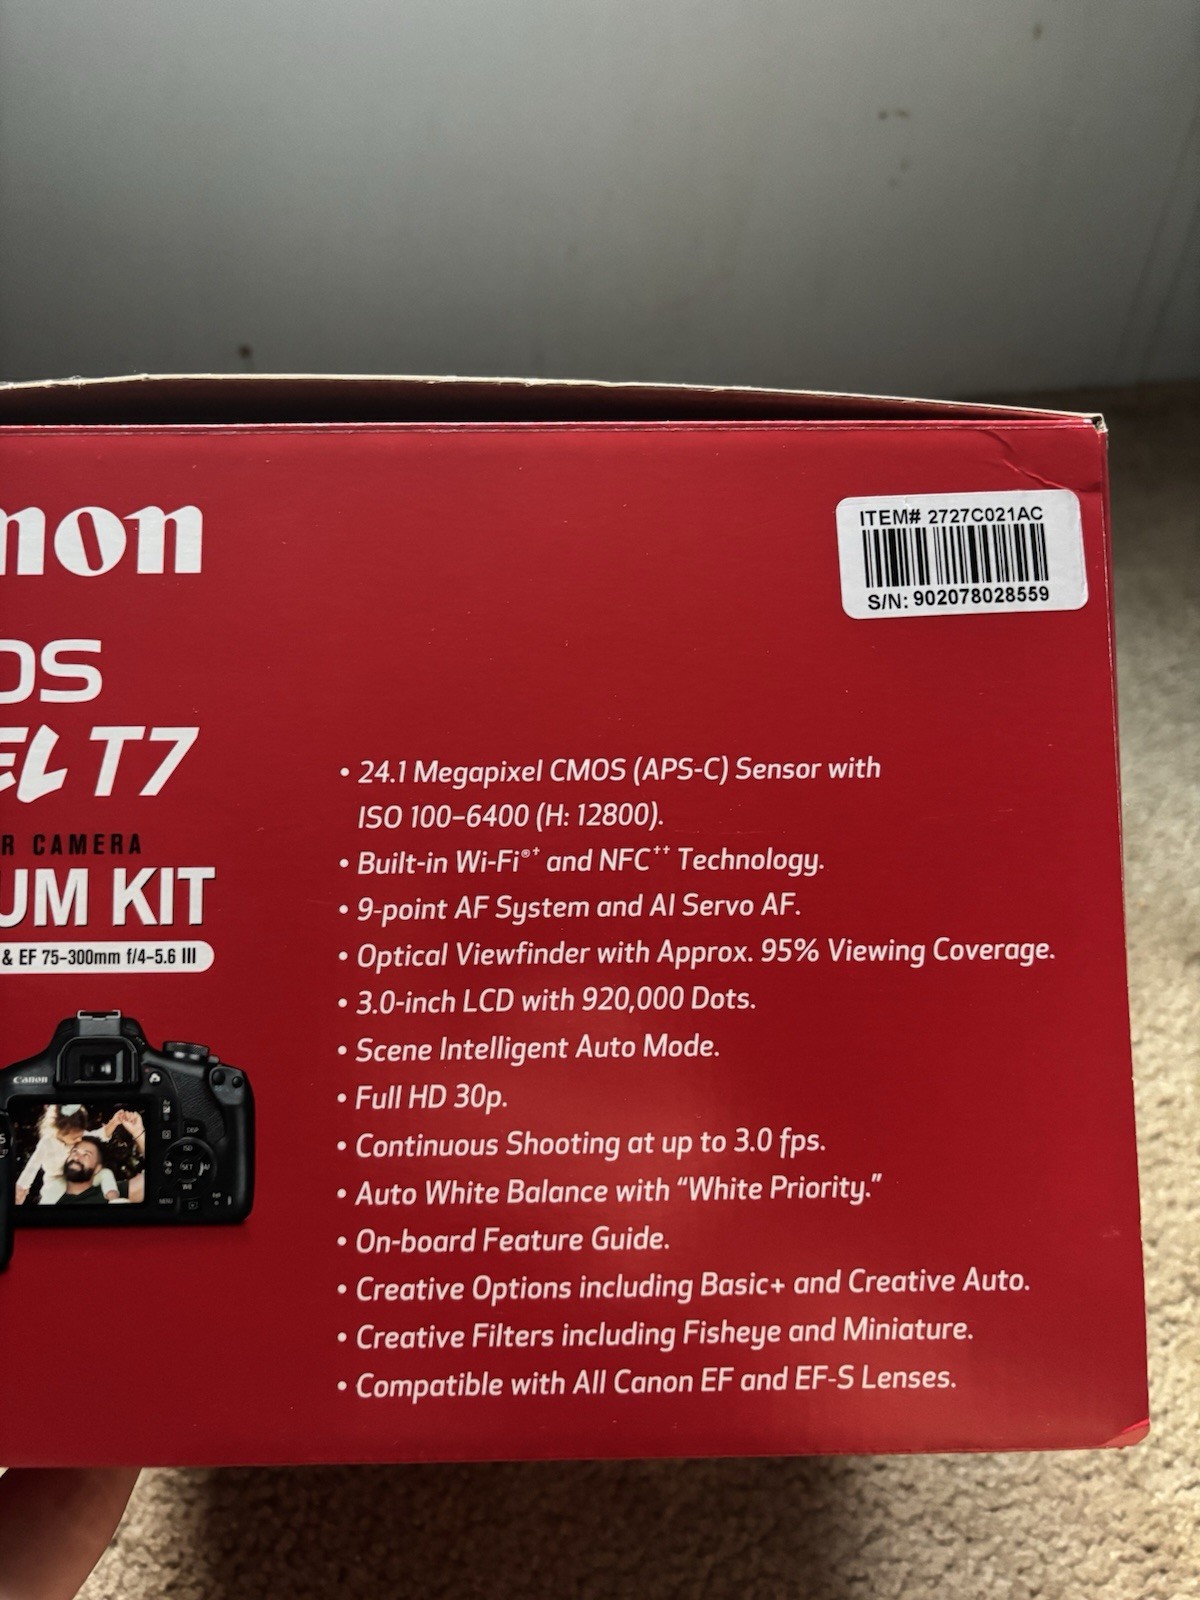 non
OS
EL T7
R CAMERA
UM KIT
& EF 75-300mm f/4-5.6 III
Canon
ITEM# 2727C021AC
S/N: 902078028559
• 24.1 Megapixel CMOS (APS-C) Sensor with
ISO 100-6400 (H: 12800).
• Built-in Wi-Fi®† and NFC†† Technology.
• 9-point AF System and AI Servo AF.
• Optical Viewfinder with Approx. 95% Viewing Coverage.
• 3.0-inch LCD with 920,000 Dots.
• Scene Intelligent Auto Mode.
• Full HD 30p.
• Continuous Shooting at up to 3.0 fps.
• Auto White Balance with “White Priority.”
• On-board Feature Guide.
• Creative Options including Basic+ and Creative Auto.
• Creative Filters including Fisheye and Miniature.
• Compatible with All Canon EF and EF-S Lenses.